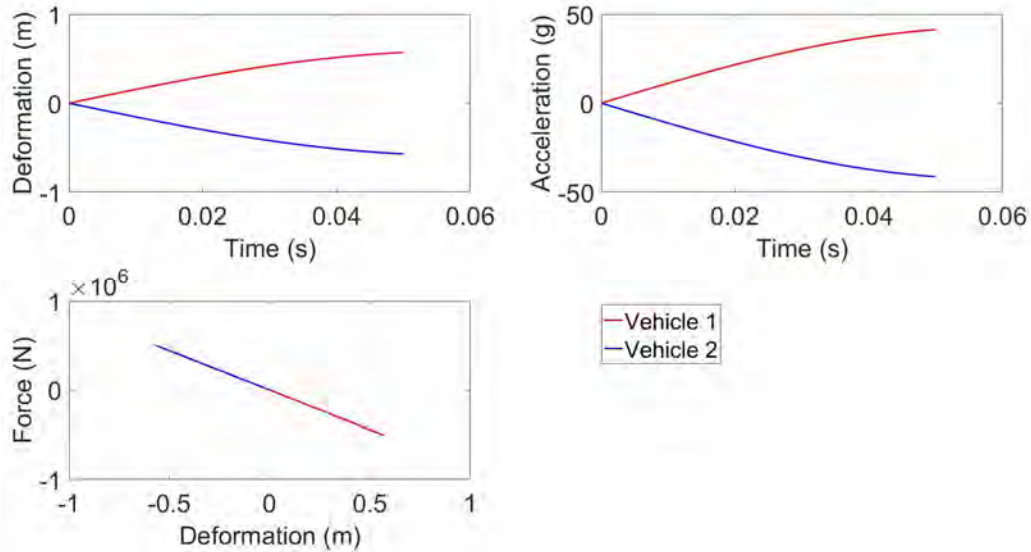 Deformation (m)
1
0
-1
0
0.02
0.04
0.06
Time (s)
Acceleration (g)
50
0
-50
0
0.02
0.04
0.06
Time (s)
×10⁶
Force (N)
1
0
-1
-1
-0.5
0
0.5
1
Deformation (m)
Vehicle 1
Vehicle 2